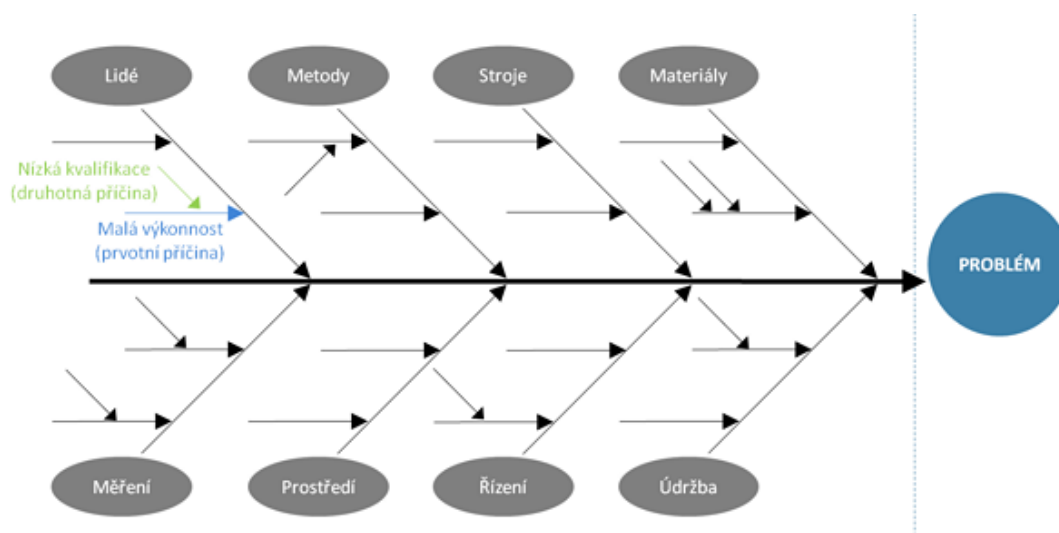 Lidé
Metody
Stroje
Materiály
Nízká kvalifikace
(druhotná příčina)
Malá výkonnost
(prvotní příčina)
PROBLÉM
Měření
Prostředí
Řízení
Údržba